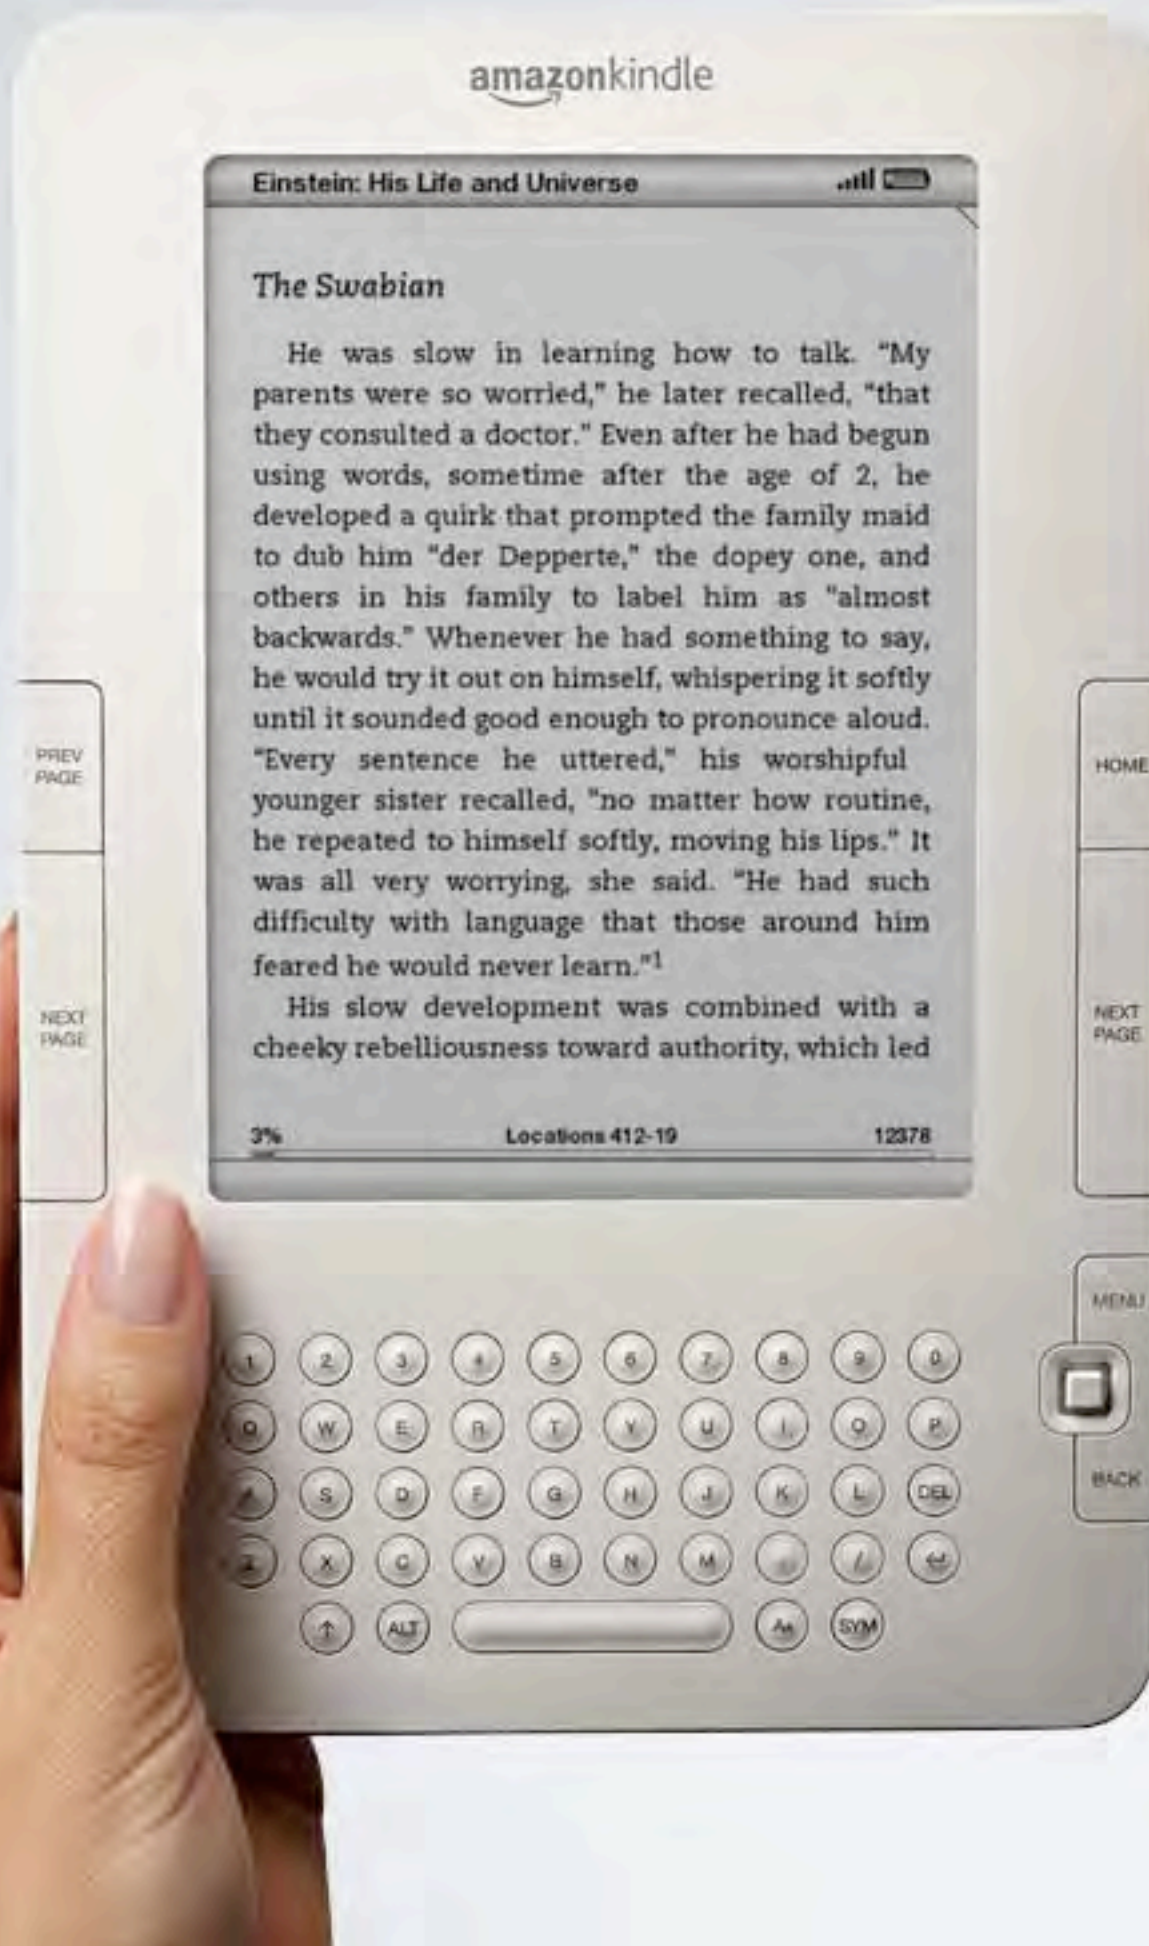 amazonkindle
Einstein: His Life and Universe
The Swabian
He was slow in learning how to talk. “My
parents were so worried,” he later recalled, “that
they consulted a doctor.” Even after he had begun
using words, sometime after the age of 2, he
developed a quirk that prompted the family maid
to dub him “der Depperte,” the dopey one, and
others in his family to label him as “almost
backwards.” Whenever he had something to say,
he would try it out on himself, whispering it softly
until it sounded good enough to pronounce aloud.
“Every sentence he uttered,” his worshipful
younger sister recalled, “no matter how routine,
he repeated to himself softly, moving his lips.” It
was all very worrying, she said. “He had such
difficulty with language that those around him
feared he would never learn.”1
His slow development was combined with a
cheeky rebelliousness toward authority, which led
3% Locations 412-19 12378
PREV
PAGE
NEXT
PAGE
HOME
NEXT
PAGE
MENU
BACK
1 2 3 4 5 6 7 8 9 0
Q W E R T Y U I O P
A S D F G H J K L DEL
Z X C V B N M . / ↵
↑ ALT Aa SYM